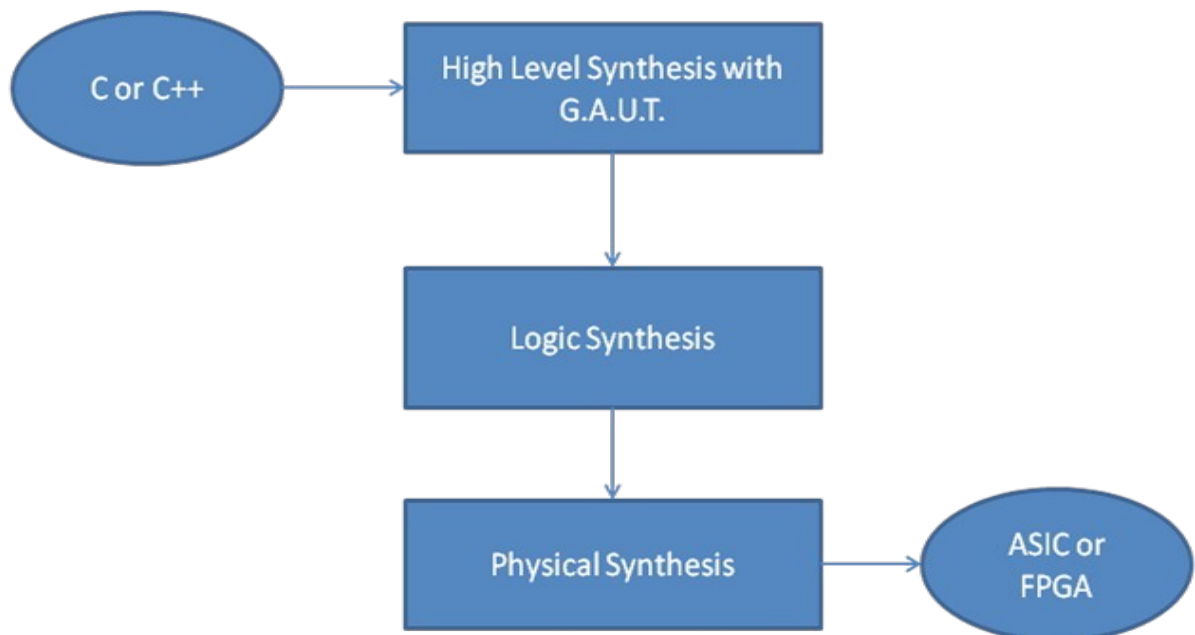 C or C++
High Level Synthesis with
G.A.U.T.
Logic Synthesis
Physical Synthesis
ASIC or
FPGA